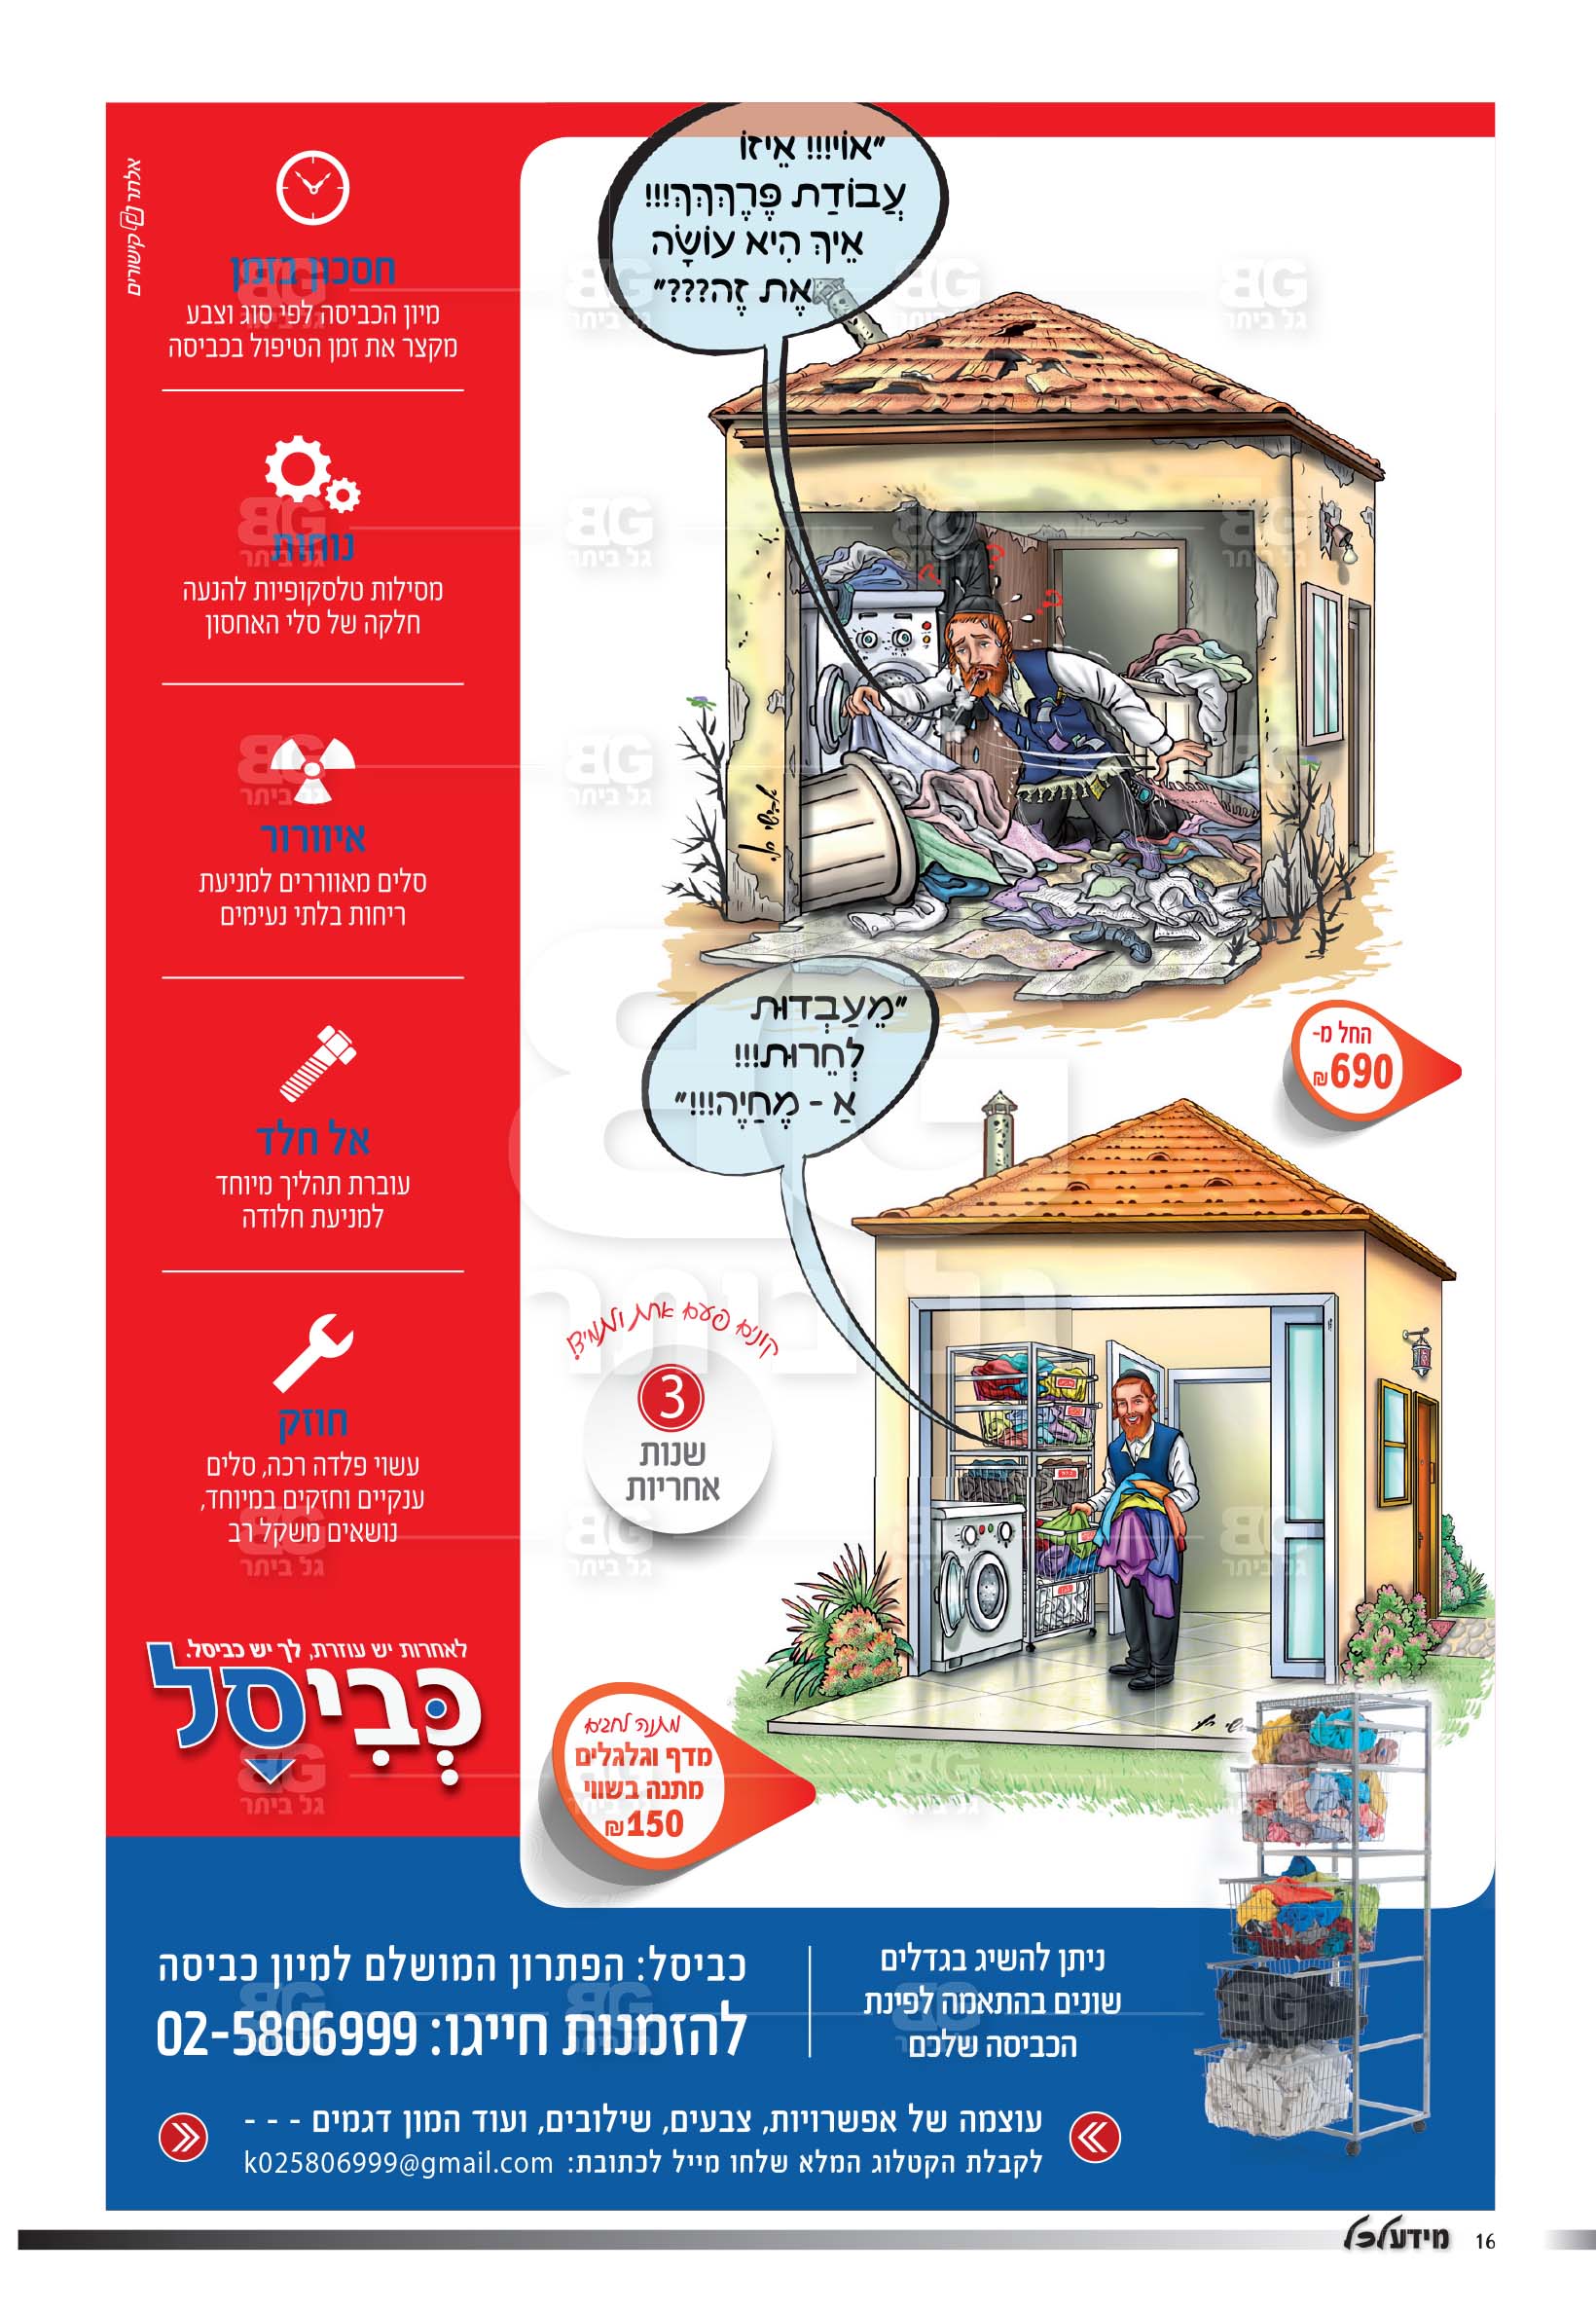 "אוֹי!!! אֵיזוֹ
עֲבוֹדַת פֶּרֶךְךְךְךְ!!!
אֵיךְ הִיא עוֹשָׂה
אֶת זֶה???"
"מֵעַבְדוּת
לְחֵרוּת!!!
אַ - מֶחַיֶה!!!"
החל מ-
690 ₪
קונים פעם אחת ולתמיד!
3
שנות
אחריות
מתנה לחגים
מדף וגלגלים
מתנה בשווי
150 ₪
אלתר קישורים
חסכון בזמן
מיון הכביסה לפי סוג וצבע
מקצר את זמן הטיפול בכביסה
נוחות
מסילות טלסקופיות להנעה
חלקה של סלי האחסון
איוורור
סלים מאווררים למניעת
ריחות בלתי נעימים
אל חלד
עוברת תהליך מיוחד
למניעת חלודה
חוזק
עשוי פלדה רכה, סלים
ענקיים וחזקים במיוחד,
נושאים משקל רב
לאחרות יש עוזרת, לך יש כביסל.
כְּבִיסָל
ניתן להשיג בגדלים
שונים בהתאמה לפינת
הכביסה שלכם
כביסל: הפתרון המושלם למיון כביסה
להזמנות חייגו: 02-5806999
עוצמה של אפשרויות, צבעים, שילובים, ועוד המון דגמים - - -
לקבלת הקטלוג המלא שלחו מייל לכתובת: k025806999@gmail.com
16 מידע לכל
BG
גל ביתר